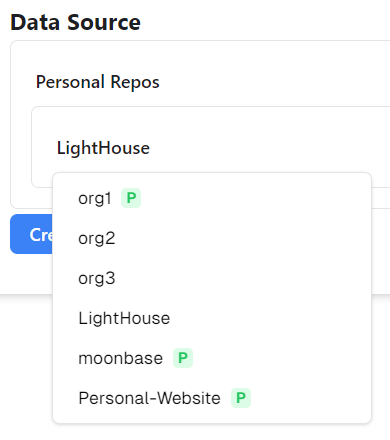 Data Source
Personal Repos
LightHouse
org1 P
org2
org3
LightHouse
moonbase P
Personal-Website P
Cre